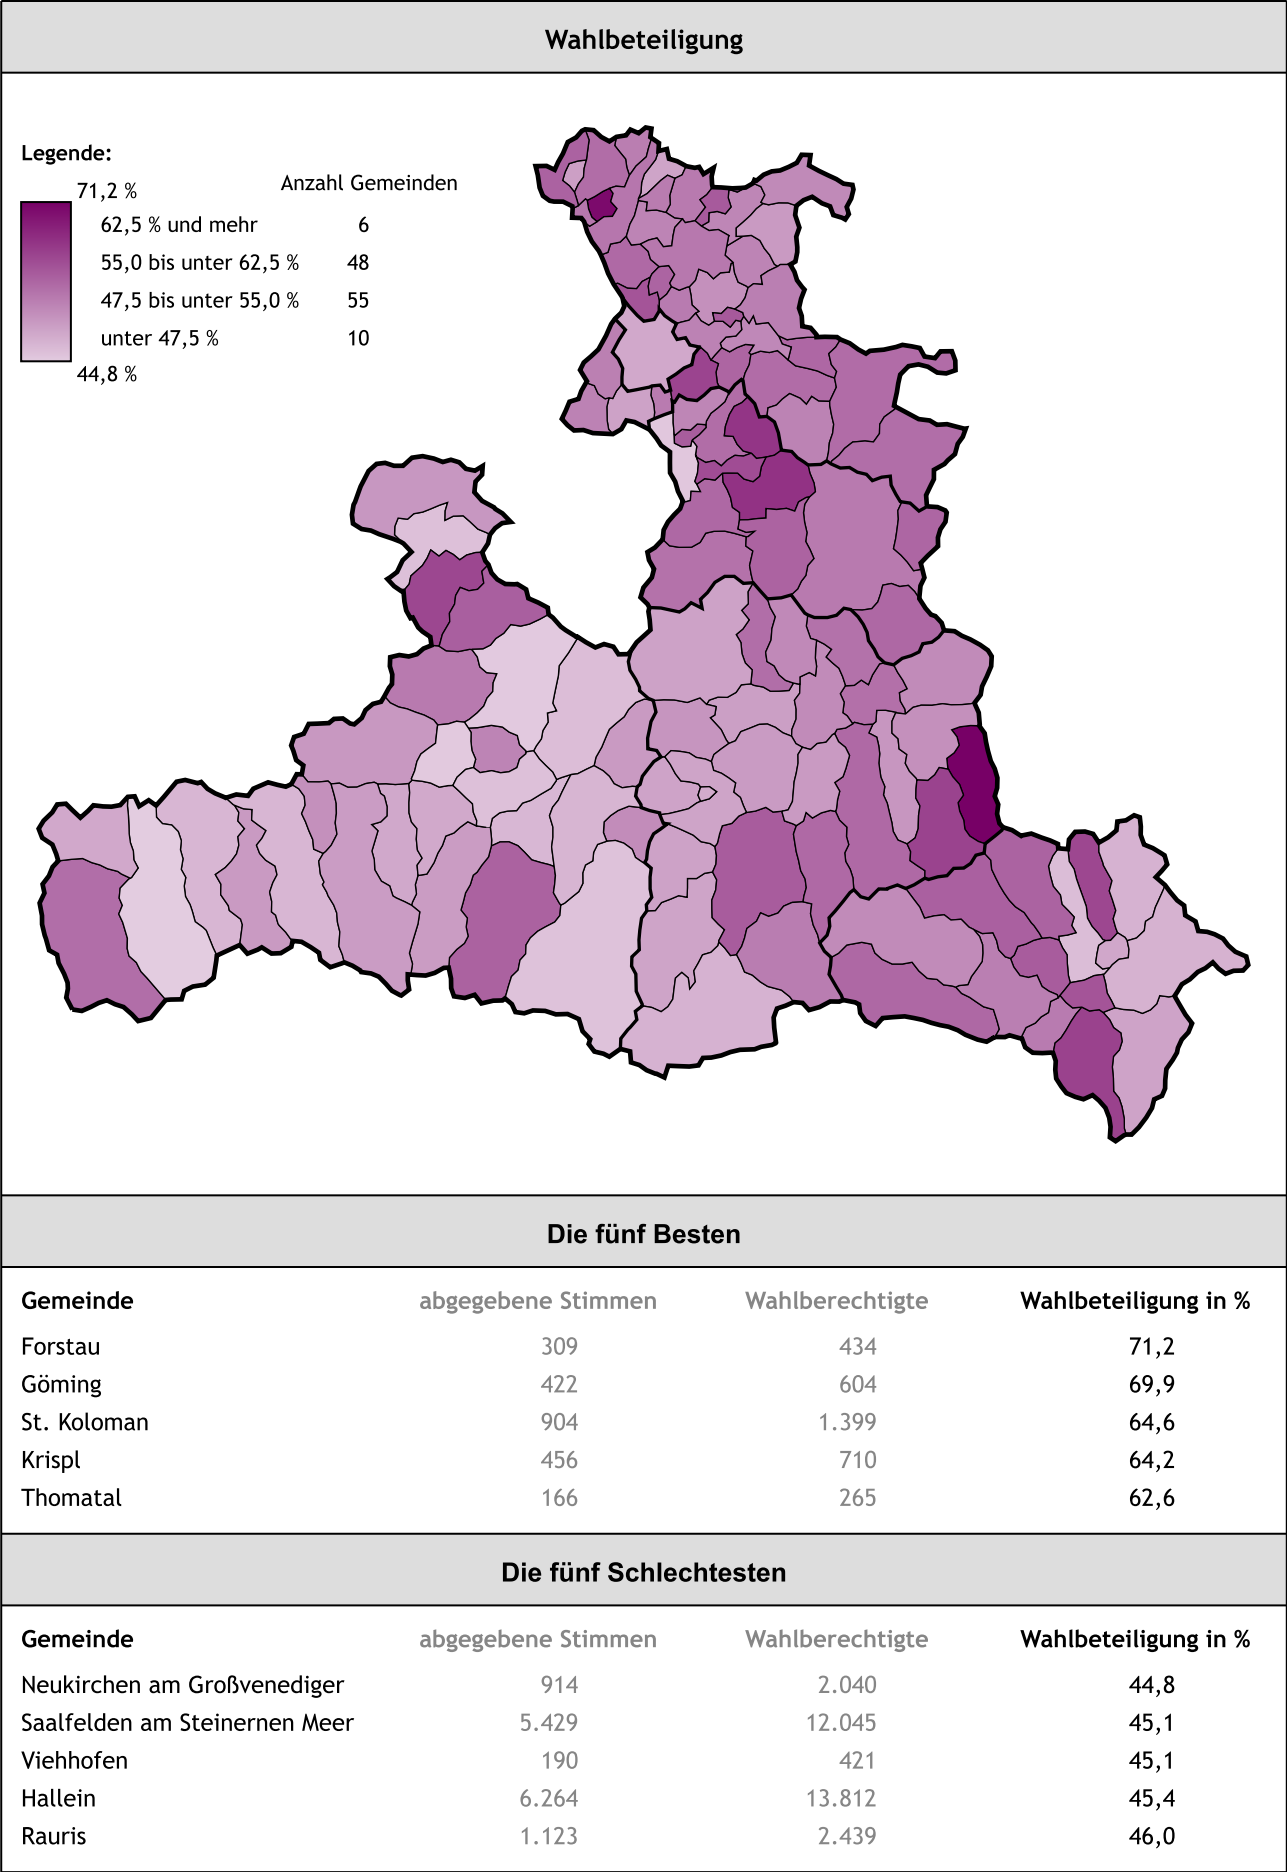 Wahlbeteiligung
Legende:
71,2 %
Anzahl Gemeinden
62,5 % und mehr 6
55,0 bis unter 62,5 % 48
47,5 bis unter 55,0 % 55
unter 47,5 % 10
44,8 %
Die fünf Besten
Gemeinde abgegebene Stimmen Wahlberechtigte Wahlbeteiligung in %
Forstau 309 434 71,2
Göming 422 604 69,9
St. Koloman 904 1.399 64,6
Krispl 456 710 64,2
Thomatal 166 265 62,6
Die fünf Schlechtesten
Gemeinde abgegebene Stimmen Wahlberechtigte Wahlbeteiligung in %
Neukirchen am Großvenediger 914 2.040 44,8
Saalfelden am Steinernen Meer 5.429 12.045 45,1
Viehhofen 190 421 45,1
Hallein 6.264 13.812 45,4
Rauris 1.123 2.439 46,0